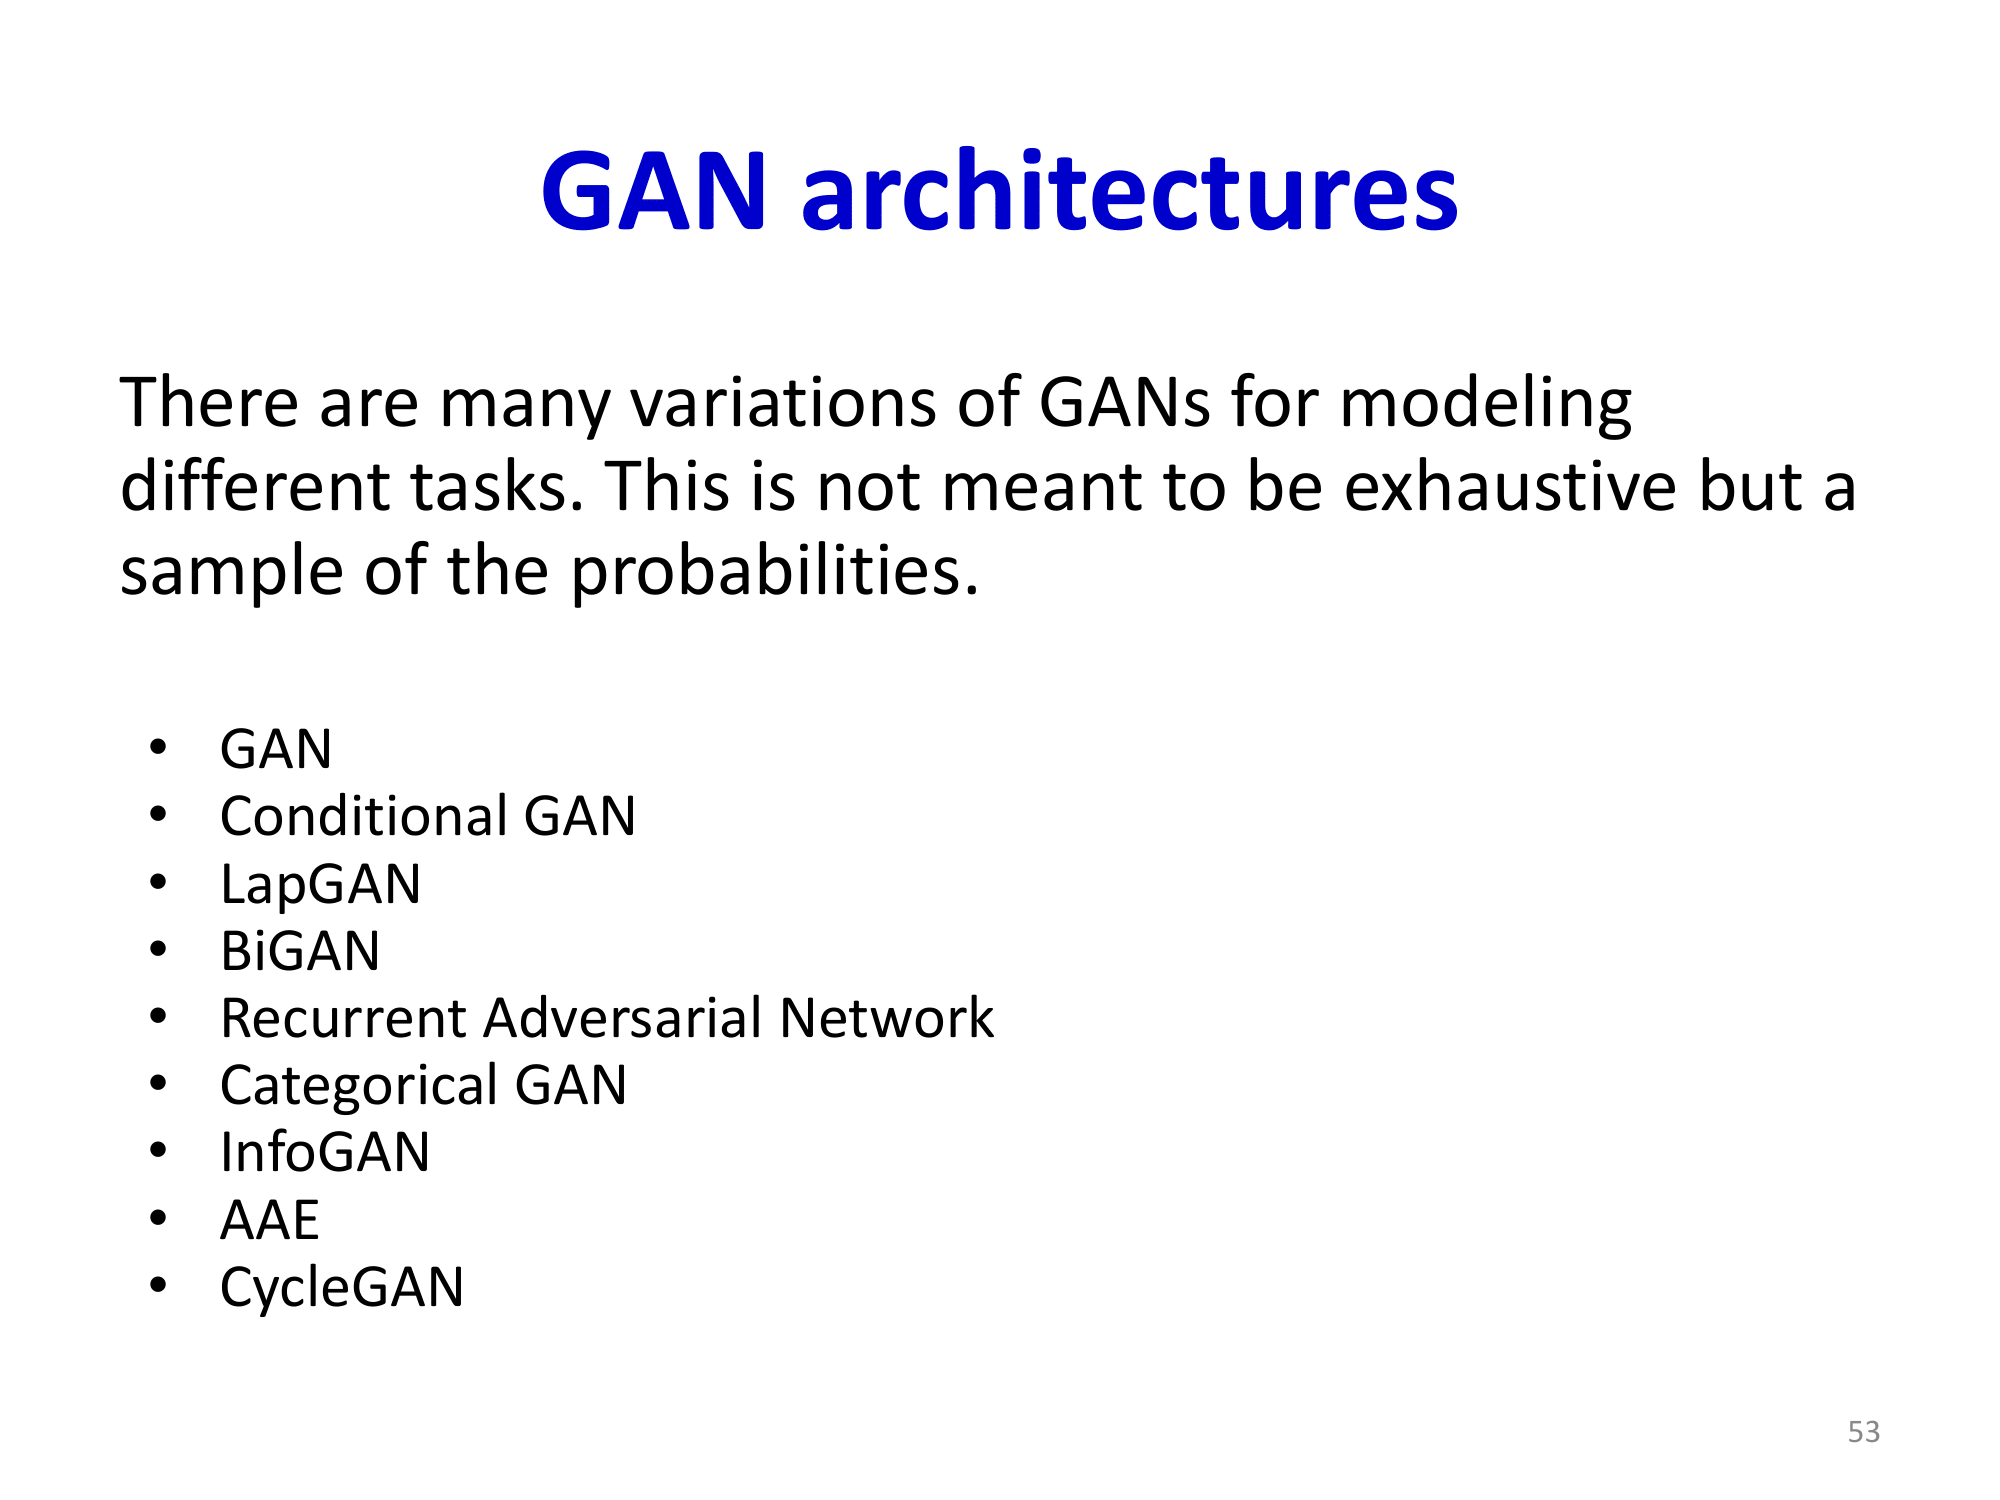 GAN architectures
There are many variations of GANs for modeling
different tasks. This is not meant to be exhaustive but a
sample of the probabilities.
• GAN
• Conditional GAN
• LapGAN
• BiGAN
• Recurrent Adversarial Network
• Categorical GAN
• InfoGAN
• AAE
• CycleGAN
53